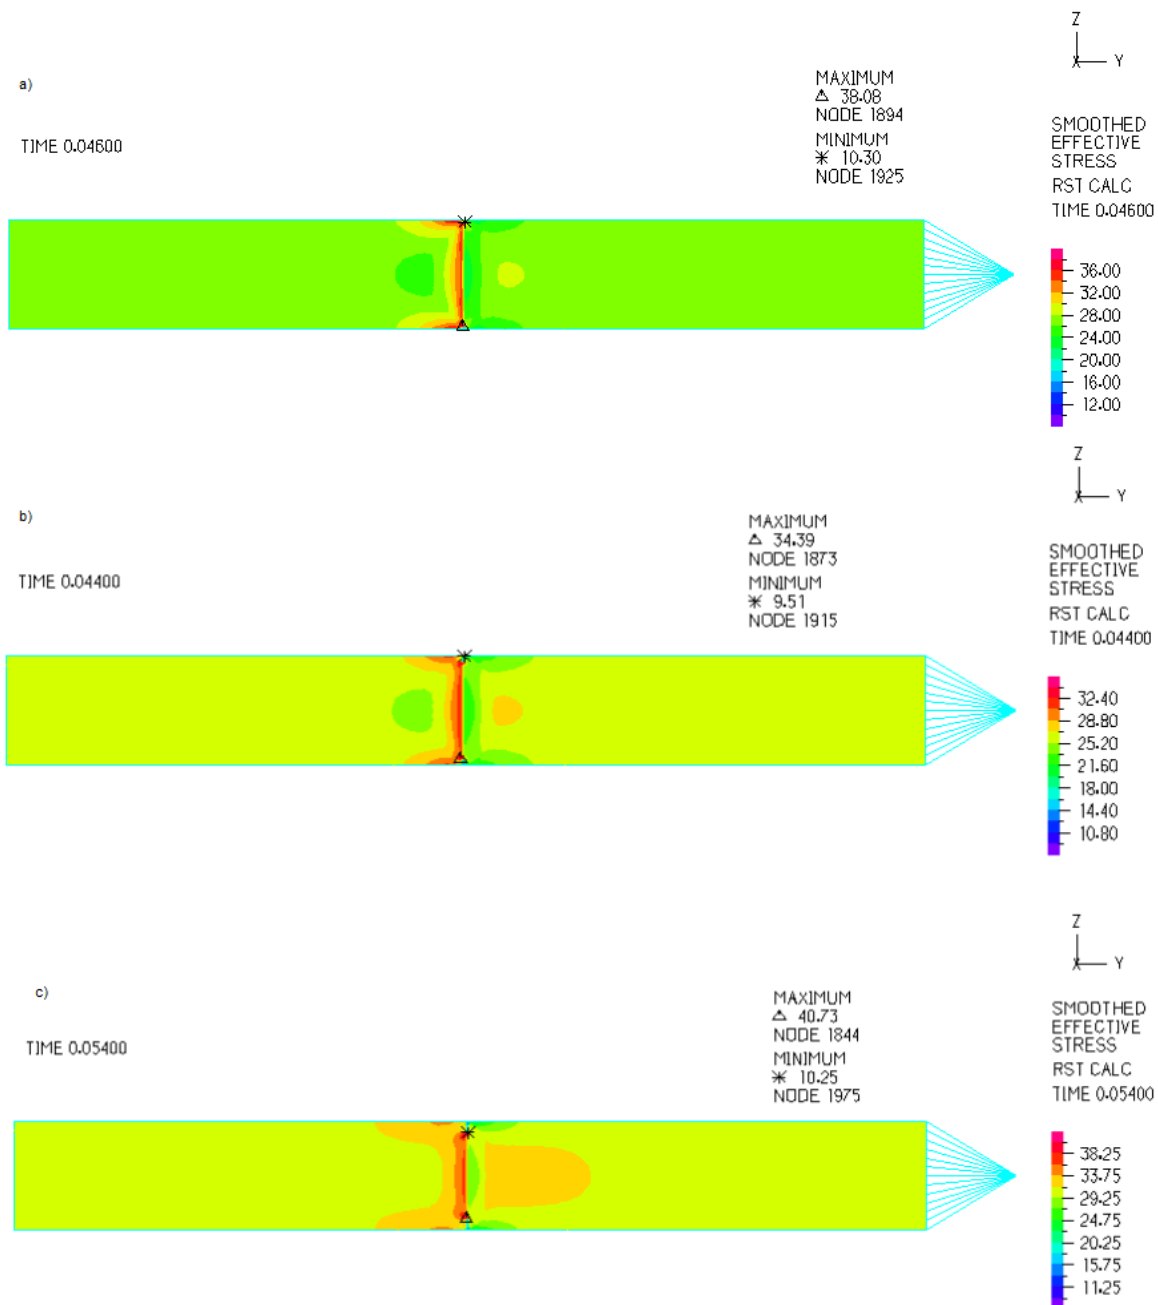 Z
Y
X
a)
MAXIMUM
△ 38.08
NODE 1894
MINIMUM
* 10.30
NODE 1925
TIME 0.04600
SMOOTHED
EFFECTIVE
STRESS
RST CALC
TIME 0.04600
36.00
32.00
28.00
24.00
20.00
16.00
12.00
Z
Y
X
b)
MAXIMUM
△ 34.39
NODE 1873
MINIMUM
* 9.51
NODE 1915
TIME 0.04400
SMOOTHED
EFFECTIVE
STRESS
RST CALC
TIME 0.04400
32.40
28.80
25.20
21.60
18.00
14.40
10.80
Z
Y
X
c)
MAXIMUM
△ 40.73
NODE 1844
MINIMUM
* 10.25
NODE 1975
TIME 0.05400
SMOOTHED
EFFECTIVE
STRESS
RST CALC
TIME 0.05400
38.25
33.75
29.25
24.75
20.25
15.75
11.25